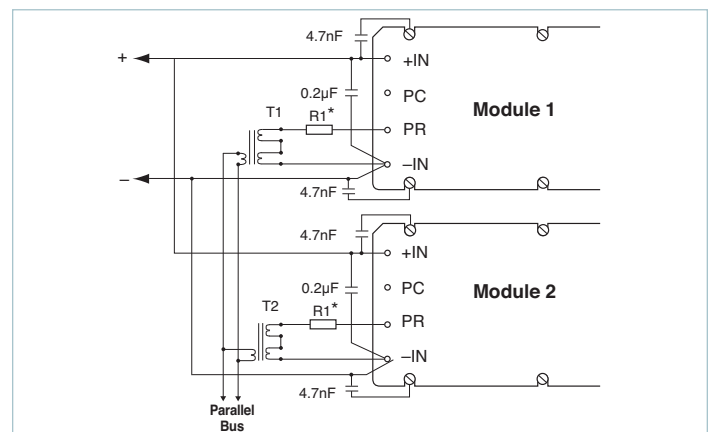 4.7nF
+
+IN
0.2µF
PC
Module 1
T1
R1*
PR
–IN
–
4.7nF
4.7nF
+IN
0.2µF
PC
Module 2
T2
R1*
PR
–IN
4.7nF
Parallel
Bus